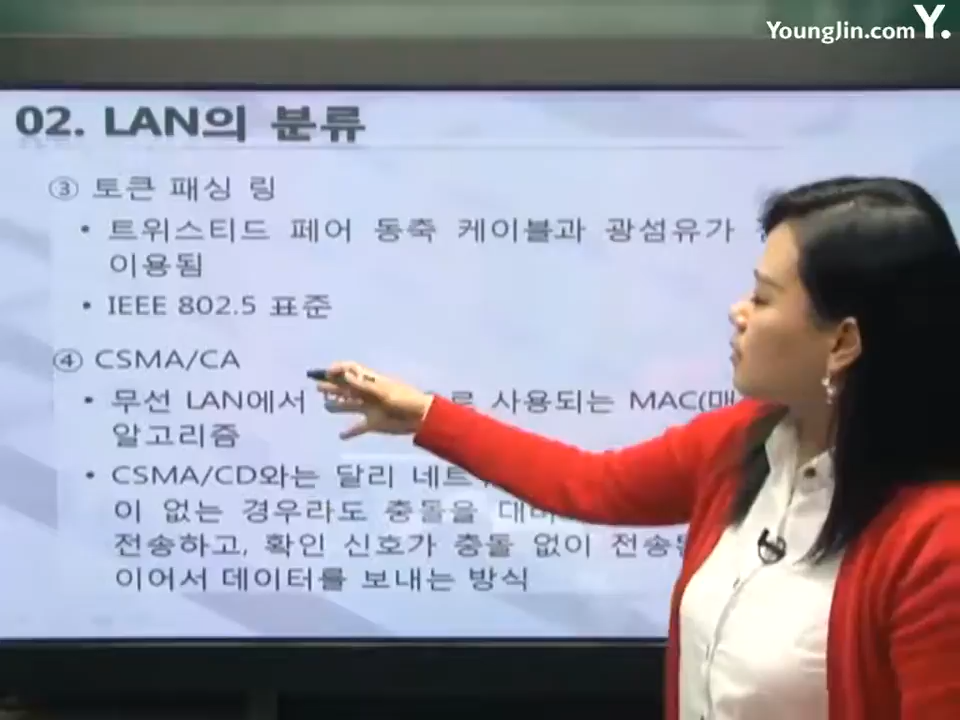 YoungJin.com Y.
02. LAN의 분류
③ 토큰 패싱 링
• 트위스티드 페어 동축 케이블과 광섬유가
이용됨
• IEEE 802.5 표준
④ CSMA/CA
• 무선 LAN에서 사용되는 MAC(매
알고리즘
• CSMA/CD와는 달리
이 없는 경우라도 충돌을
전송하고, 확인 신호가 충돌 없이
이어서 데이터를 보내는 방식